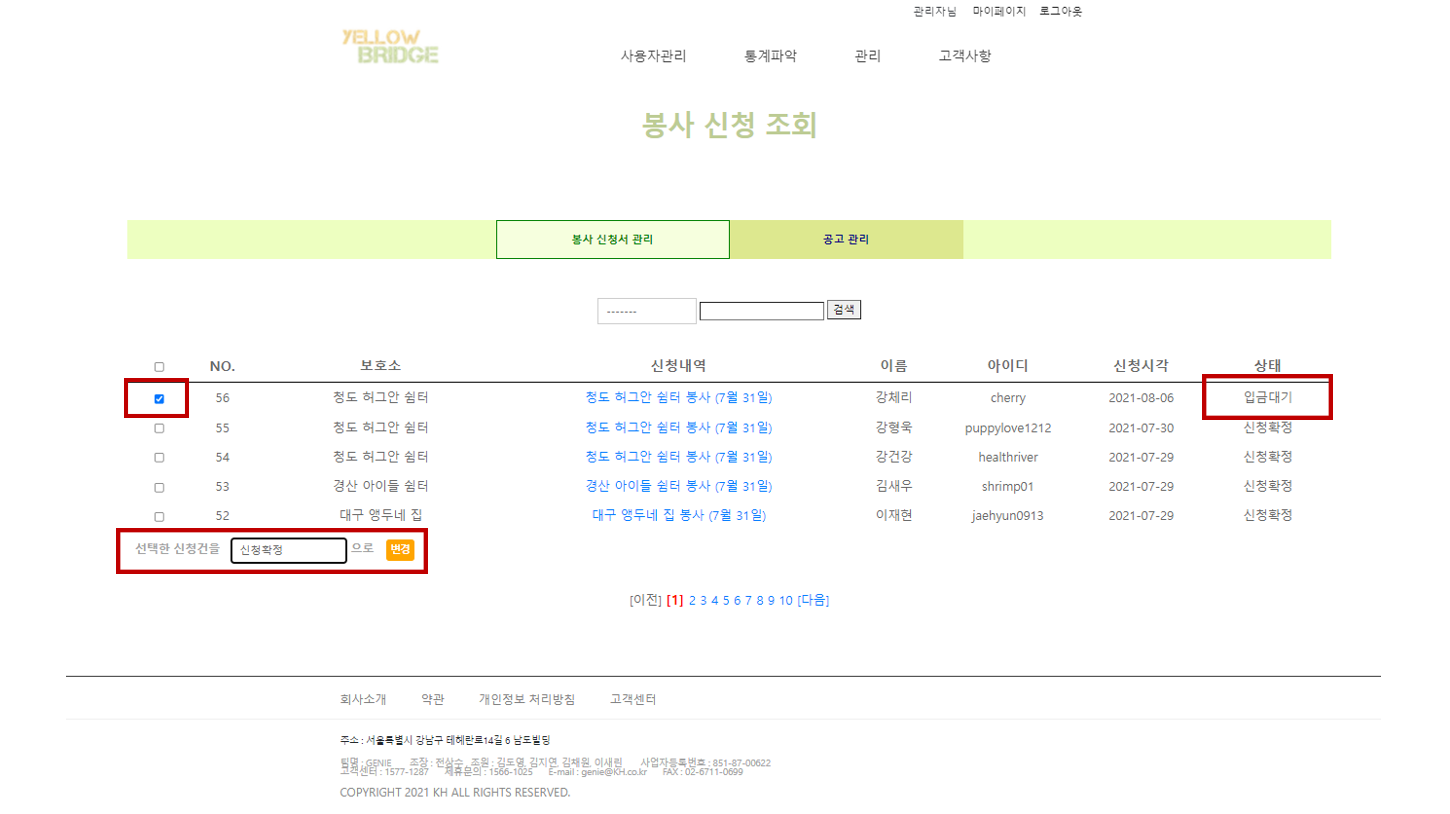 관리자님 마이페이지 로그아웃
YELLOW
BRIDGE
사용자관리 통계파악 관리 고객사항
봉사 신청 조회
봉사 신청서 관리 공고 관리
------- 검색
NO. 보호소 신청내역 이름 아이디 신청시각 상태
56 청도 허그안 쉼터 청도 허그안 쉼터 봉사 (7월 31일) 강체리 cherry 2021-08-06 입금대기
55 청도 허그안 쉼터 청도 허그안 쉼터 봉사 (7월 31일) 강형욱 puppylove1212 2021-07-30 신청확정
54 청도 허그안 쉼터 청도 허그안 쉼터 봉사 (7월 31일) 강건강 healthriver 2021-07-29 신청확정
53 경산 아이들 쉼터 경산 아이들 쉼터 봉사 (7월 31일) 김새우 shrimp01 2021-07-29 신청확정
52 대구 앵두네 집 대구 앵두네 집 봉사 (7월 31일) 이재현 jaehyun0913 2021-07-29 신청확정
선택한 신청건을 신청확정 으로 변경
[이전] [1] 2 3 4 5 6 7 8 9 10 [다음]
회사소개 약관 개인정보 처리방침 고객센터
주소 : 서울특별시 강남구 테헤란로14길 6 남도빌딩
팀명 : GENIE 조장 : 전상수 , 조원 : 김도영, 김지연, 김채원, 이새린 사업자등록번호 : 851-87-00622
고객센터 : 1577-1287 제휴문의 : 1566-1025 E-mail : genie@KH.co.kr FAX : 02-6711-0699
COPYRIGHT 2021 KH ALL RIGHTS RESERVED.